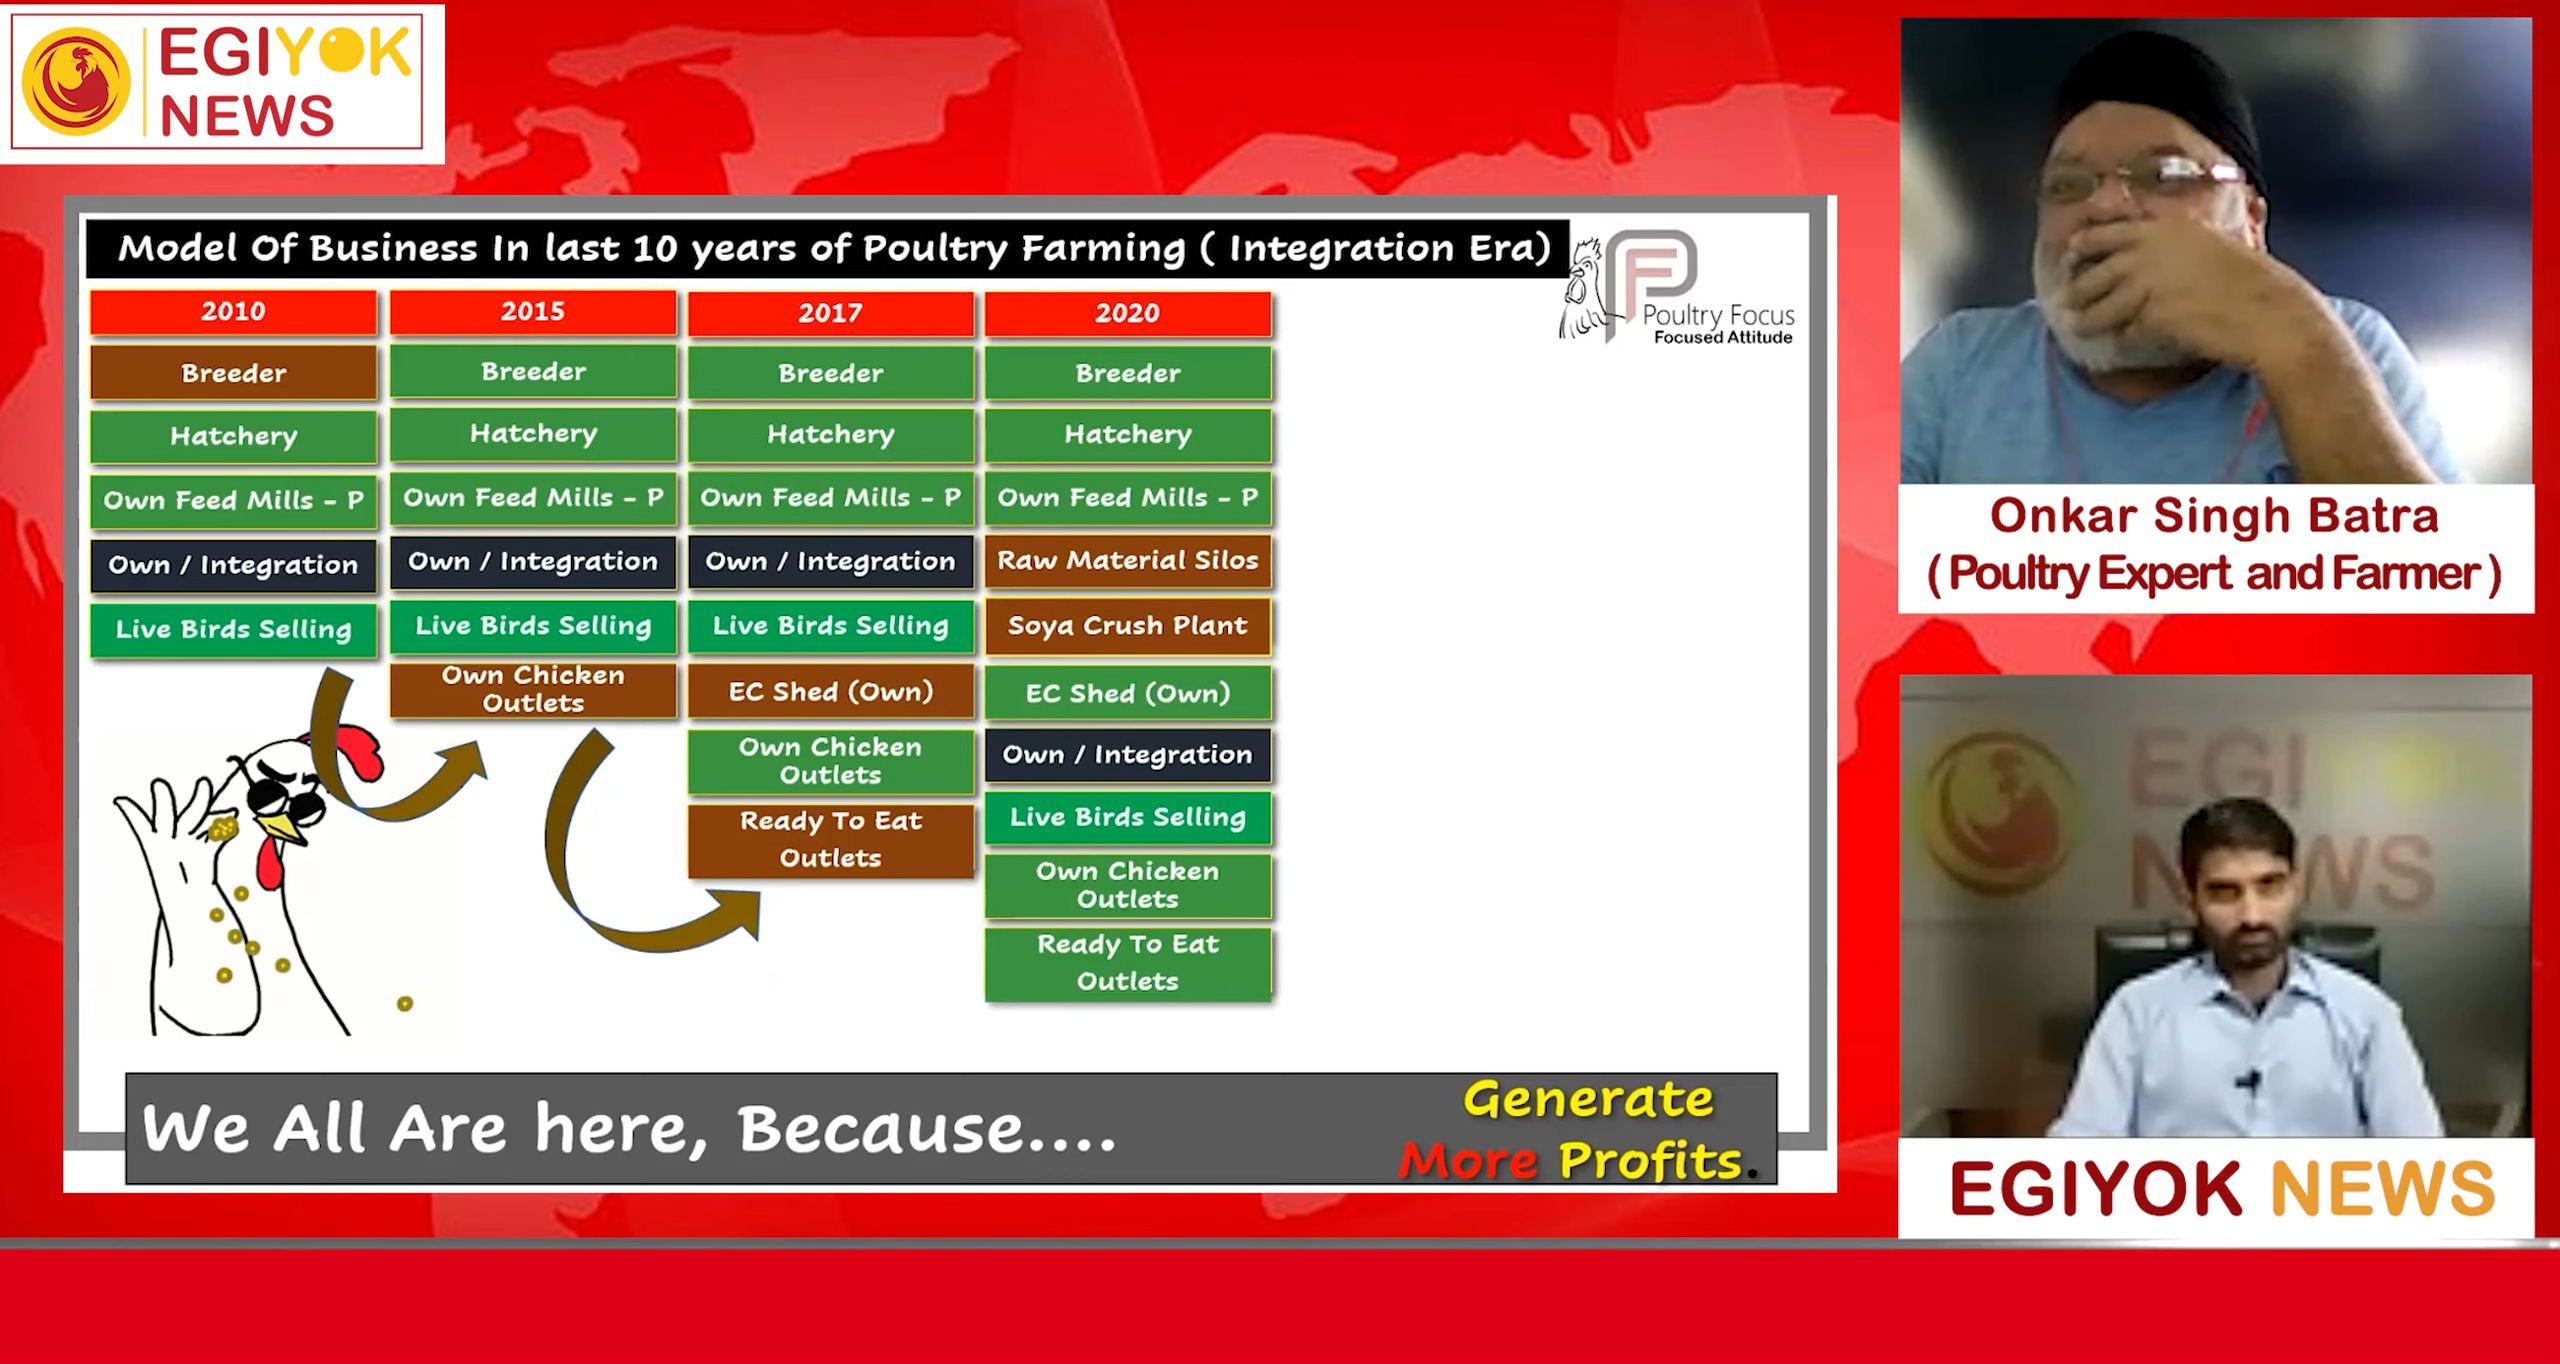 EGIYOK
NEWS
Model Of Business In last 10 years of Poultry Farming ( Integration Era)
PF
Poultry Focus
Focused Attitude
2010
Breeder
Hatchery
Own Feed Mills - P
Own / Integration
Live Birds Selling
2015
Breeder
Hatchery
Own Feed Mills - P
Own / Integration
Live Birds Selling
Own Chicken
Outlets
2017
Breeder
Hatchery
Own Feed Mills - P
Own / Integration
Live Birds Selling
EC Shed (Own)
Own Chicken
Outlets
Ready To Eat
Outlets
2020
Breeder
Hatchery
Own Feed Mills - P
Raw Material Silos
Soya Crush Plant
EC Shed (Own)
Own / Integration
Live Birds Selling
Own Chicken
Outlets
Ready To Eat
Outlets
We All Are here, Because....
Generate
More Profits.
Onkar Singh Batra
( Poultry Expert and Farmer )
EGIYOK
NEWS
EGIYOK NEWS